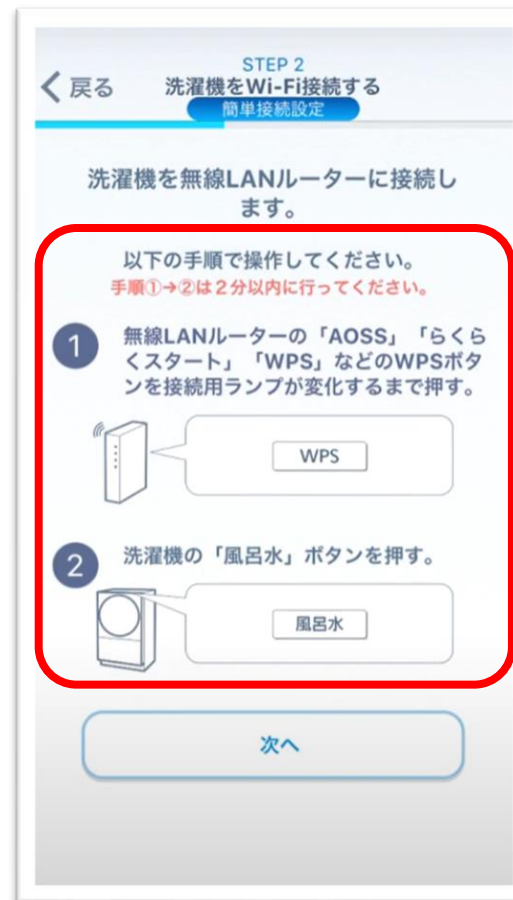 STEP 2
戻る
洗濯機をWi-Fi接続する
簡単接続設定
洗濯機を無線LANルーターに接続し
ます。
以下の手順で操作してください。
手順①→②は2分以内に行ってください。
1
無線LANルーターの「AOSS」「らくら
くスタート」「WPS」などのWPSボタ
ンを接続用ランプが変化するまで押す。
WPS
2
洗濯機の「風呂水」ボタンを押す。
風呂水
次へ